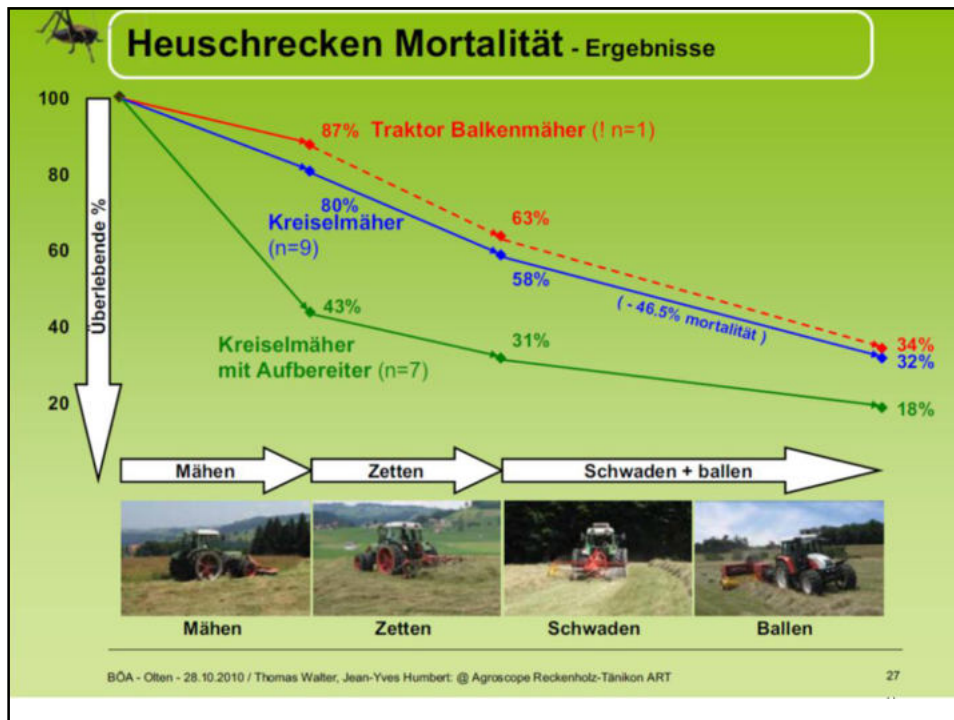 Heuschrecken Mortalität - Ergebnisse
100
80
60
40
20
Überlebende %
87%
Traktor Balkenmäher (! n=1)
80%
Kreiselmäher
(n=9)
63%
58%
( - 46.5% mortalität )
43%
31%
Kreiselmäher
mit Aufbereiter (n=7)
34%
32%
18%
Mähen
Zetten
Schwaden + ballen
Mähen
Zetten
Schwaden
Ballen
BÖA - Olten - 28.10.2010 / Thomas Walter, Jean-Yves Humbert: @ Agroscope Reckenholz-Tänikon ART
27